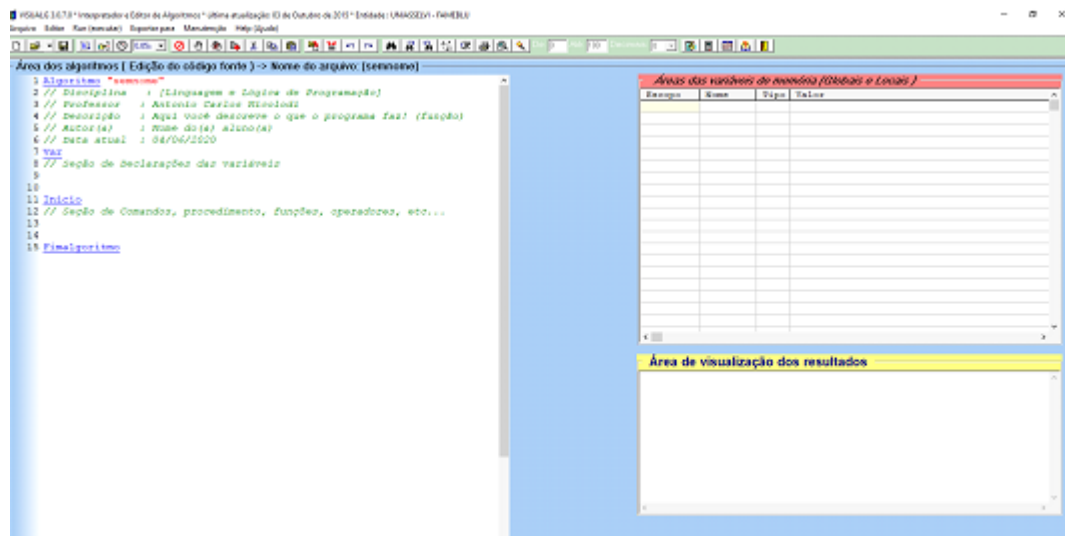 VISUALG 3.0.7.0 * Interpretador e Editor de Algoritmos * última atualização: 03 de Outubro de 2015 * Entidade : UNIASSELVI - FAMEBLU
Arquivo Editar Run (executar) Exportar para Manutenção Help (Ajuda)
Área dos algoritmos ( Edição do código fonte ) -> Nome do arquivo: [semnome]
1 Algoritmo "semnome"
2 // Disciplina : [Linguagem e Lógica de Programação]
3 // Professor : Antonio Carlos Nicolodi
4 // Descrição : Aqui você descreve o que o programa faz! (função)
5 // Autor(a) : Nome do(a) aluno(a)
6 // Data atual : 04/06/2020
7 Var
8 // Seção de Declarações das variáveis
9
10
11 Inicio
12 // Seção de Comandos, procedimento, funções, operadores, etc...
13
14
15 Fimalgoritmo
Áreas das variáveis de memória (Globais e Locais )
Escopo Nome Tipo Valor
Área de visualização dos resultados